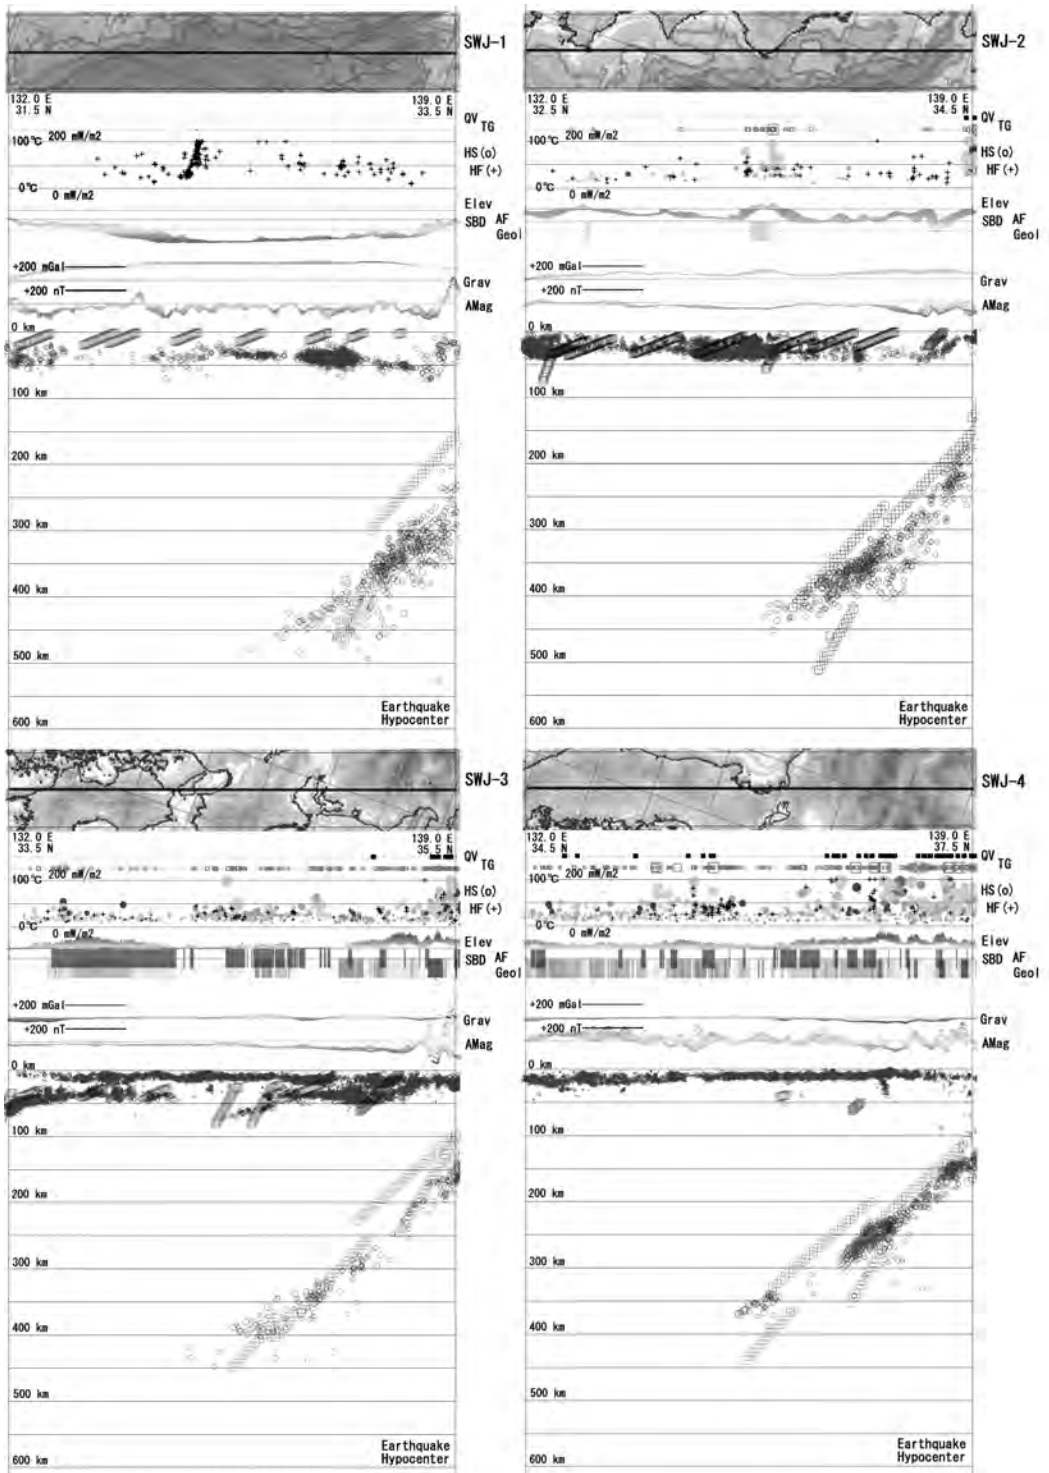 SWJ-1
132.0 E
31.5 N
139.0 E
33.5 N
QV TG
100°C 200 mW/m2
HS(o)
HF(+)
0°C 0 mW/m2
Elev
SBD AF
Geol
+200 mGal
Grav
+200 nT
AMag
0 km
100 km
200 km
300 km
400 km
500 km
600 km
Earthquake
Hypocenter
SWJ-2
132.0 E
32.5 N
139.0 E
34.5 N
QV TG
100°C 200 mW/m2
HS(o)
HF(+)
0°C 0 mW/m2
Elev
SBD AF
Geol
+200 mGal
Grav
+200 nT
AMag
0 km
100 km
200 km
300 km
400 km
500 km
600 km
Earthquake
Hypocenter
SWJ-3
132.0 E
33.5 N
139.0 E
35.5 N
QV TG
100°C 200 mW/m2
HS(o)
HF(+)
0°C 0 mW/m2
Elev
SBD AF
Geol
+200 mGal
Grav
+200 nT
AMag
0 km
100 km
200 km
300 km
400 km
500 km
600 km
Earthquake
Hypocenter
SWJ-4
132.0 E
34.5 N
139.0 E
37.5 N
QV TG
100°C 200 mW/m2
HS(o)
HF(+)
0°C 0 mW/m2
Elev
SBD AF
Geol
+200 mGal
Grav
+200 nT
AMag
0 km
100 km
200 km
300 km
400 km
500 km
600 km
Earthquake
Hypocenter